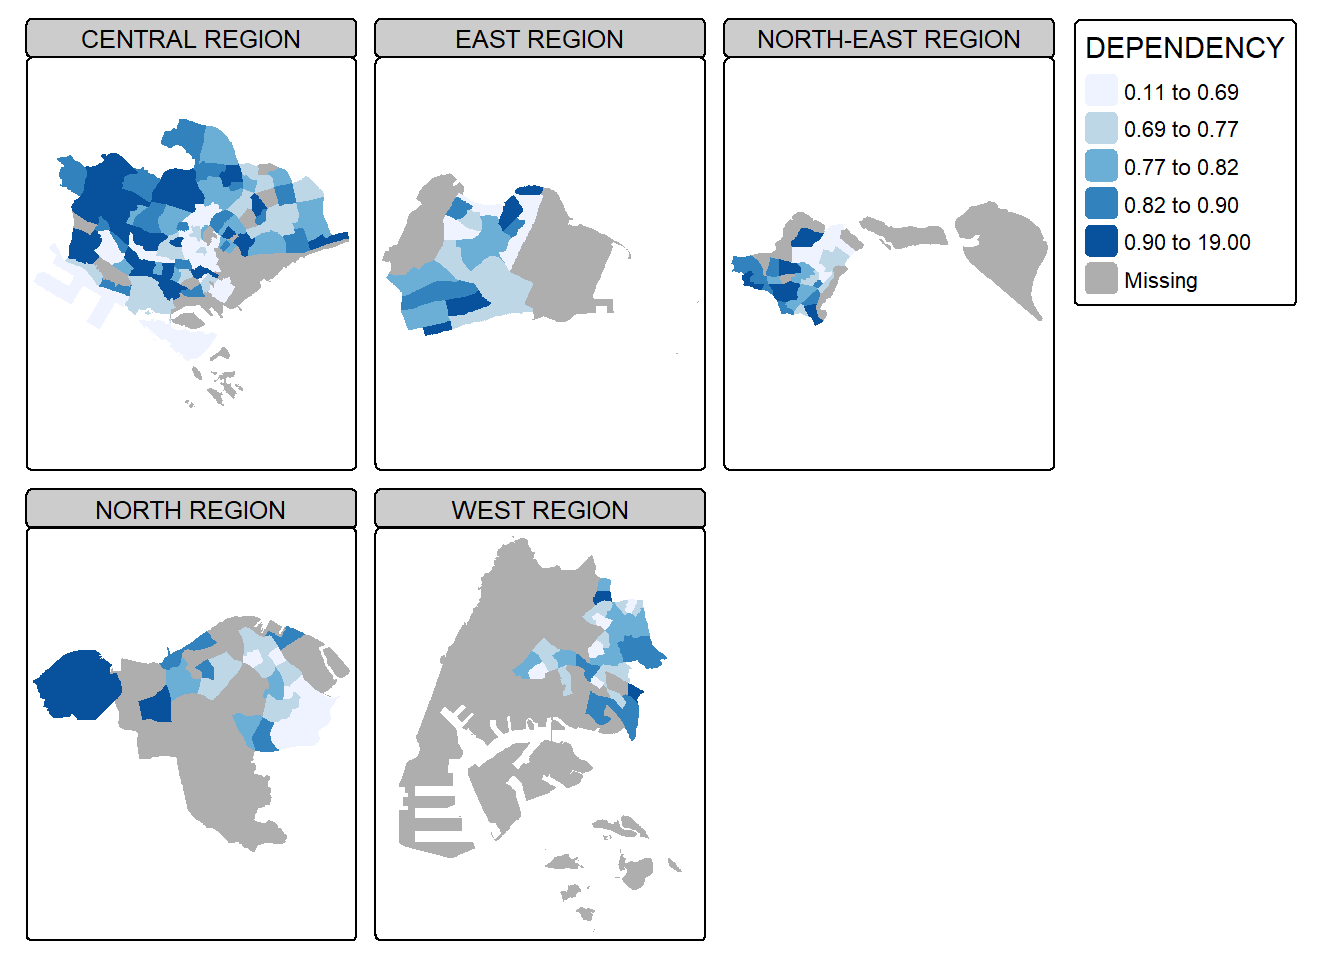 CENTRAL REGION
EAST REGION
NORTH-EAST REGION
DEPENDENCY
0.11 to 0.69
0.69 to 0.77
0.77 to 0.82
0.82 to 0.90
0.90 to 19.00
Missing
NORTH REGION
WEST REGION